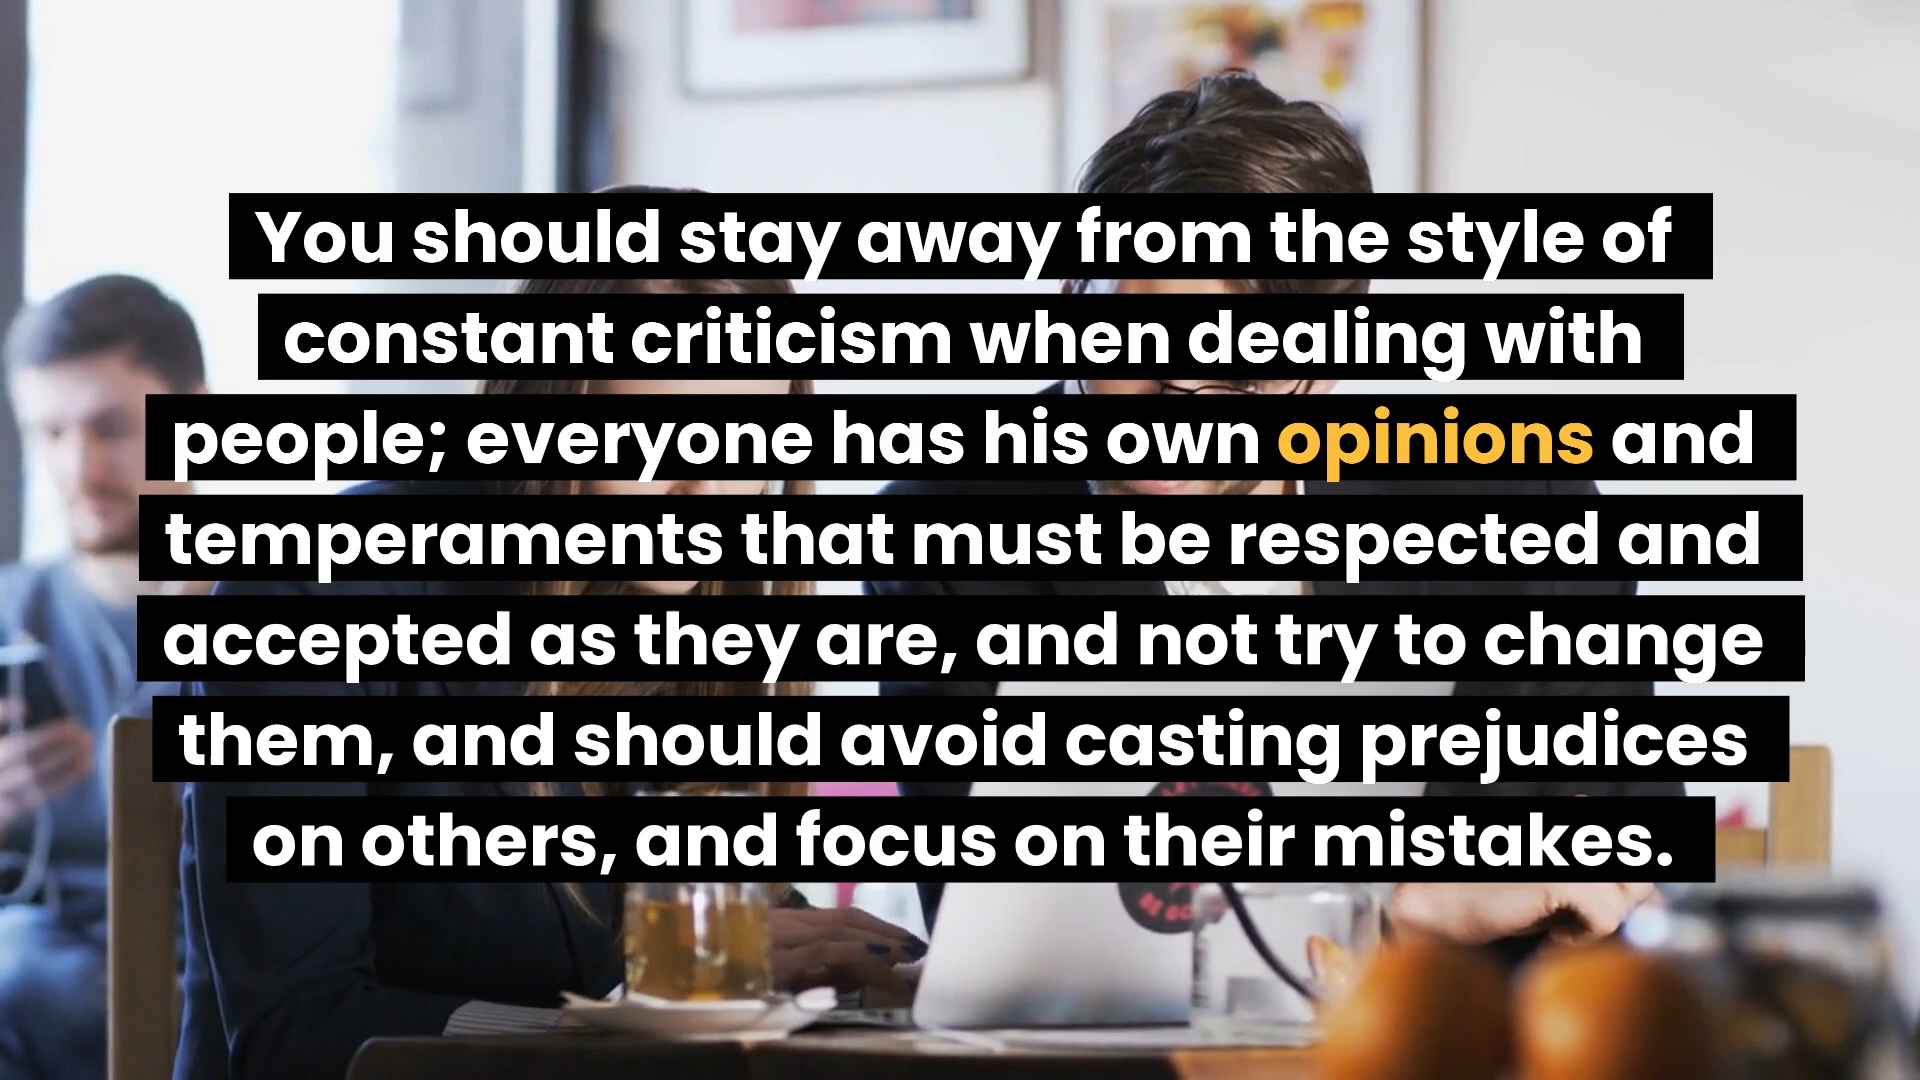 You should stay away from the style of
constant criticism when dealing with
people; everyone has his own opinions and
temperaments that must be respected and
accepted as they are, and not try to change
them, and should avoid casting prejudices
on others, and focus on their mistakes.